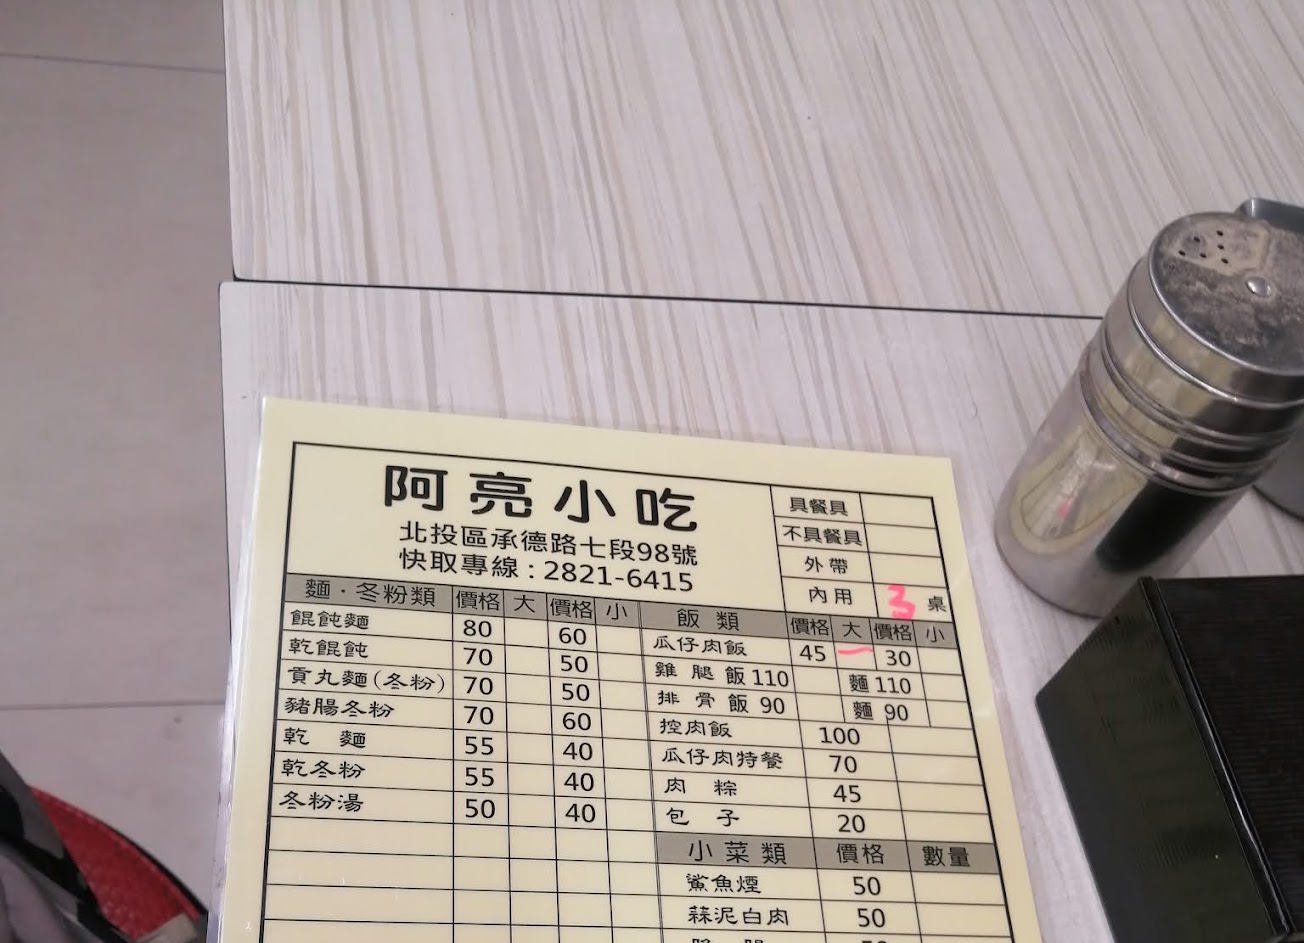 阿亮小吃
北投區承德路七段98號
快取專線:2821-6415
具餐具
不具餐具
外帶
內用 3 桌
麵．冬粉類 價格 大 價格 小
餛飩麵 80 60
乾餛飩 70 50
貢丸麵(冬粉) 70 50
豬腸冬粉 70 60
乾 麵 55 40
乾冬粉 55 40
冬粉湯 50 40
飯 類 價格 大 價格 小
瓜仔肉飯 45 一 30
雞 腿 飯 110 麵 110
排 骨 飯 90 麵 90
控肉飯 100
瓜仔肉特餐 70
肉 粽 45
包 子 20
小 菜 類 價格 數量
鯊魚煙 50
蒜泥白肉 50